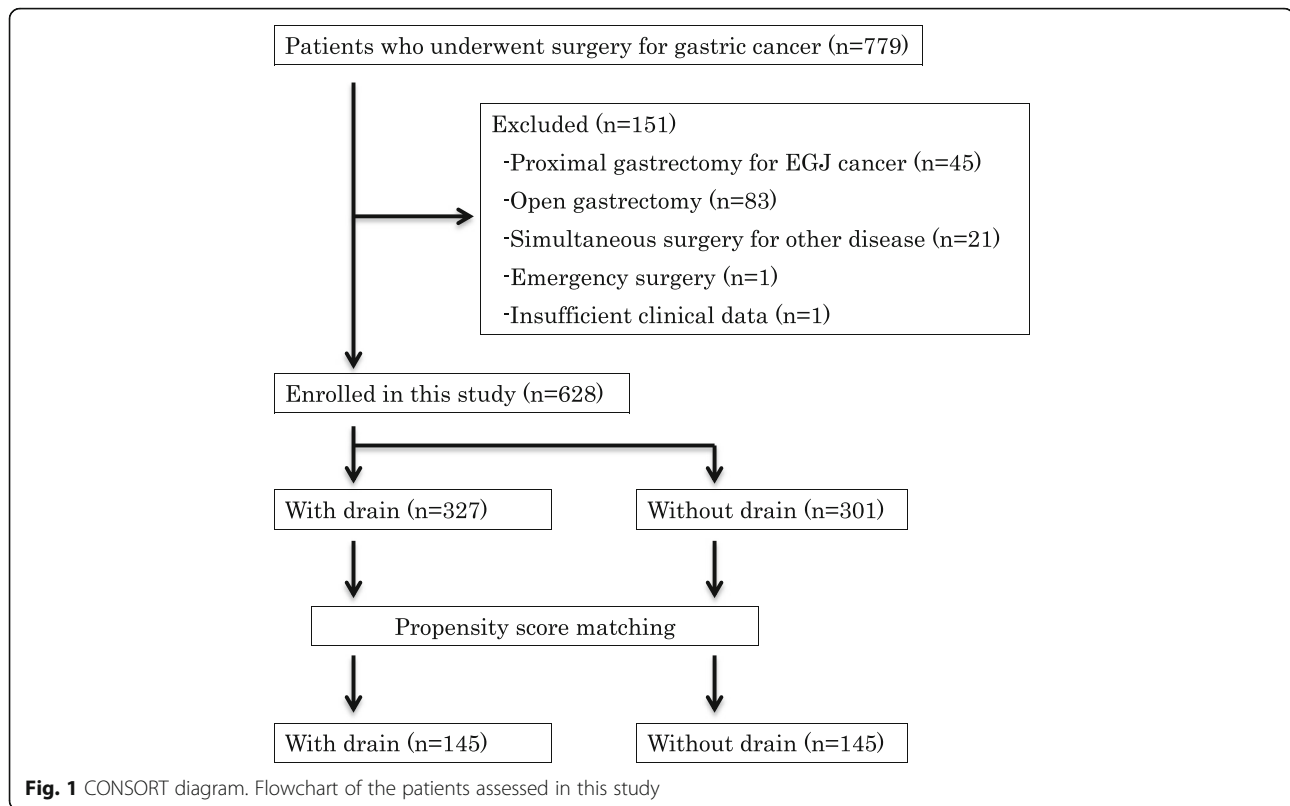 Patients who underwent surgery for gastric cancer (n=779)
Excluded (n=151)
-Proximal gastrectomy for EGJ cancer (n=45)
-Open gastrectomy (n=83)
-Simultaneous surgery for other disease (n=21)
-Emergency surgery (n=1)
-Insufficient clinical data (n=1)
Enrolled in this study (n=628)
With drain (n=327)
Without drain (n=301)
Propensity score matching
With drain (n=145)
Without drain (n=145)
Fig. 1 CONSORT diagram. Flowchart of the patients assessed in this study